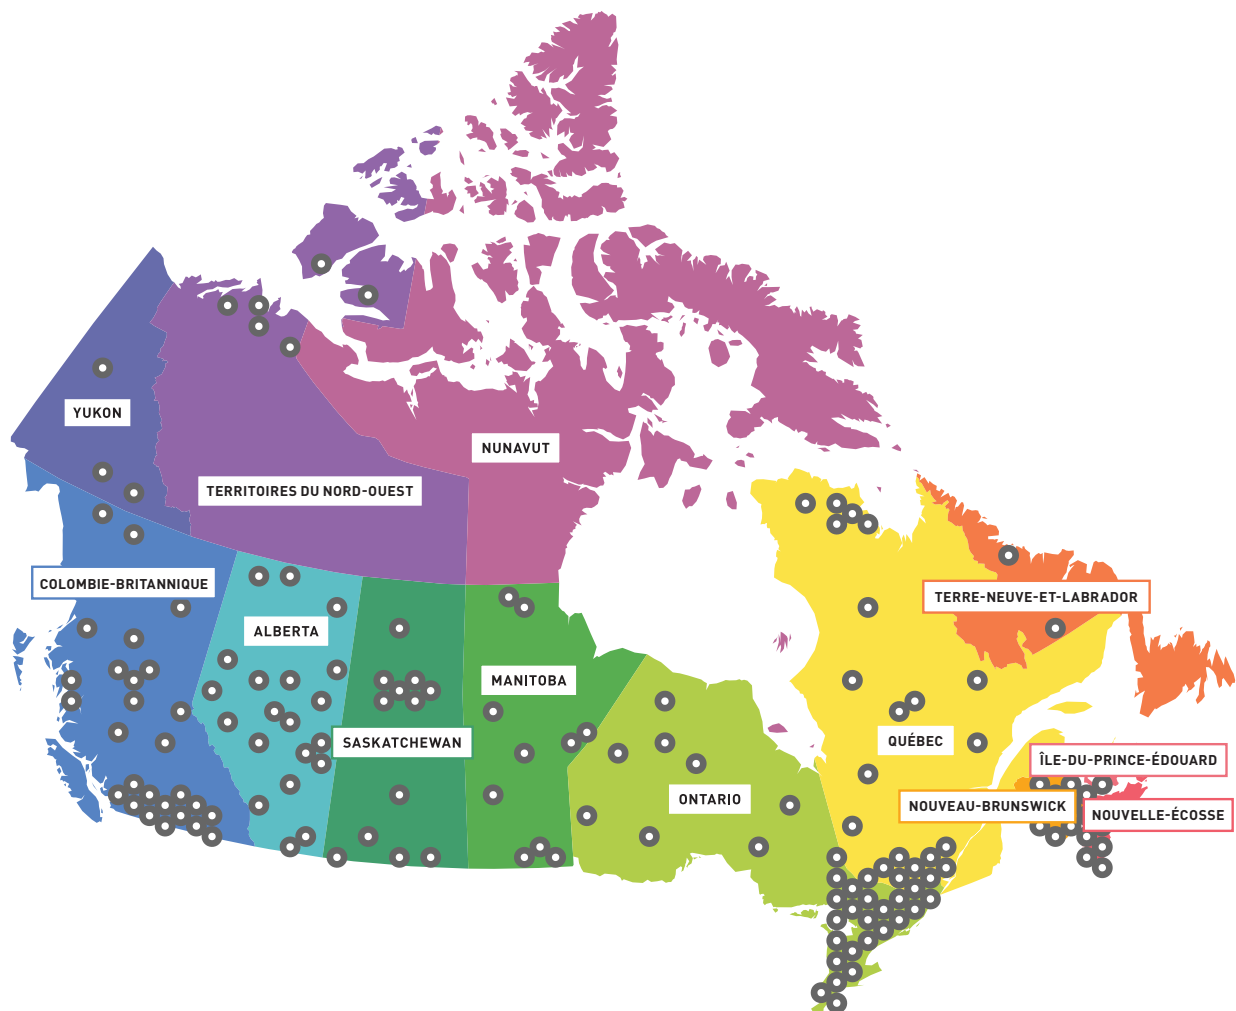 YUKON
NUNAVUT
TERRITOIRES DU NORD-OUEST
COLOMBIE-BRITANNIQUE
TERRE-NEUVE-ET-LABRADOR
ALBERTA
MANITOBA
SASKATCHEWAN
QUÉBEC
ÎLE-DU-PRINCE-ÉDOUARD
ONTARIO
NOUVEAU-BRUNSWICK
NOUVELLE-ÉCOSSE